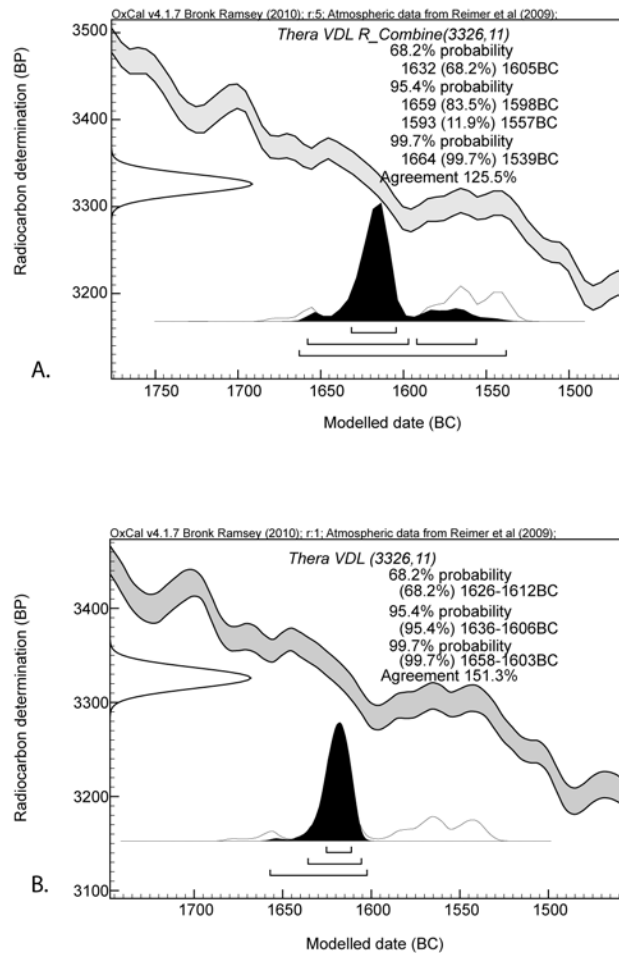 OxCal v4.1.7 Bronk Ramsey (2010); r:5; Atmospheric data from Reimer et al (2009);
Thera VDL R_Combine(3326,11)
68.2% probability
1632 (68.2%) 1605BC
95.4% probability
1659 (83.5%) 1598BC
1593 (11.9%) 1557BC
99.7% probability
1664 (99.7%) 1539BC
Agreement 125.5%
Radiocarbon determination (BP)
3500
3400
3300
3200
3100
A.
1750 1700 1650 1600 1550 1500
Modelled date (BC)
OxCal v4.1.7 Bronk Ramsey (2010); r:1; Atmospheric data from Reimer et al (2009);
Thera VDL (3326,11)
68.2% probability
(68.2%) 1626-1612BC
95.4% probability
(95.4%) 1636-1606BC
99.7% probability
(99.7%) 1658-1603BC
Agreement 151.3%
Radiocarbon determination (BP)
3400
3300
3200
3100
B.
1700 1650 1600 1550 1500
Modelled date (BC)